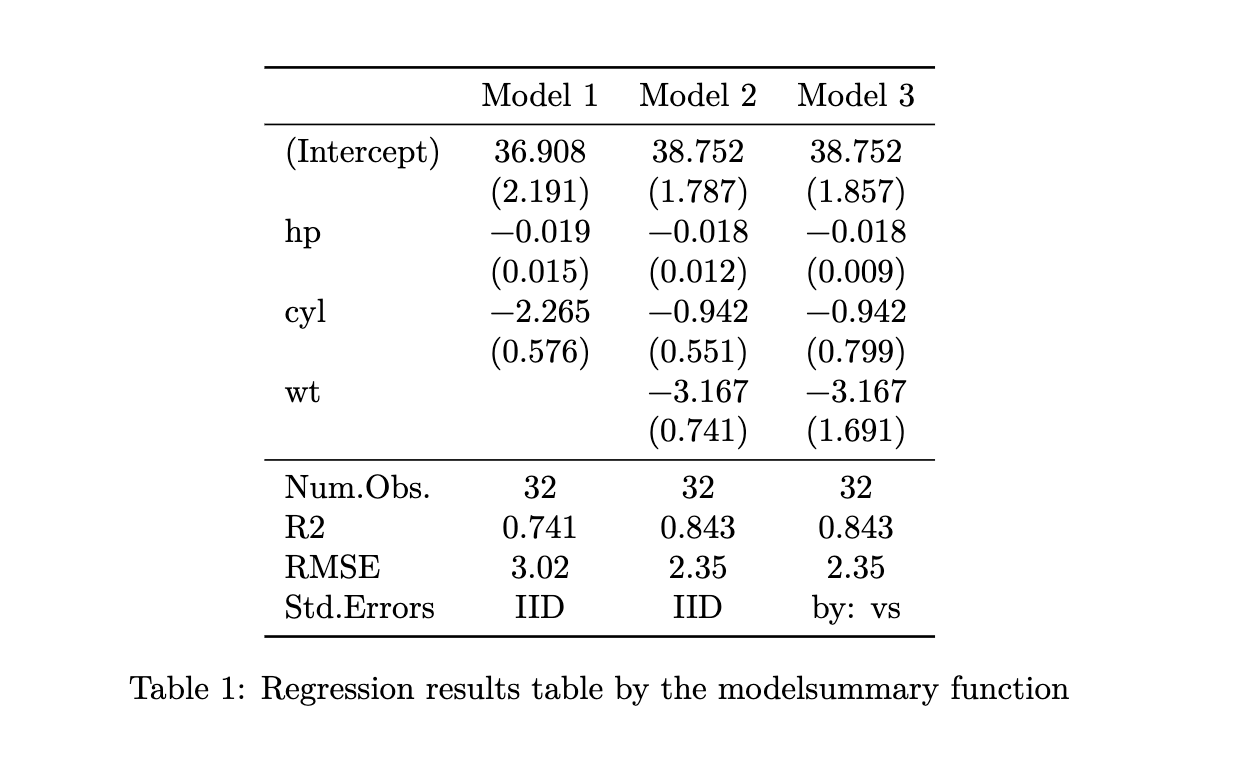 Model 1 Model 2 Model 3
(Intercept) 36.908 38.752 38.752
(2.191) (1.787) (1.857)
hp −0.019 −0.018 −0.018
(0.015) (0.012) (0.009)
cyl −2.265 −0.942 −0.942
(0.576) (0.551) (0.799)
wt −3.167 −3.167
(0.741) (1.691)
Num.Obs. 32 32 32
R2 0.741 0.843 0.843
RMSE 3.02 2.35 2.35
Std.Errors IID IID by: vs
Table 1: Regression results table by the modelsummary function